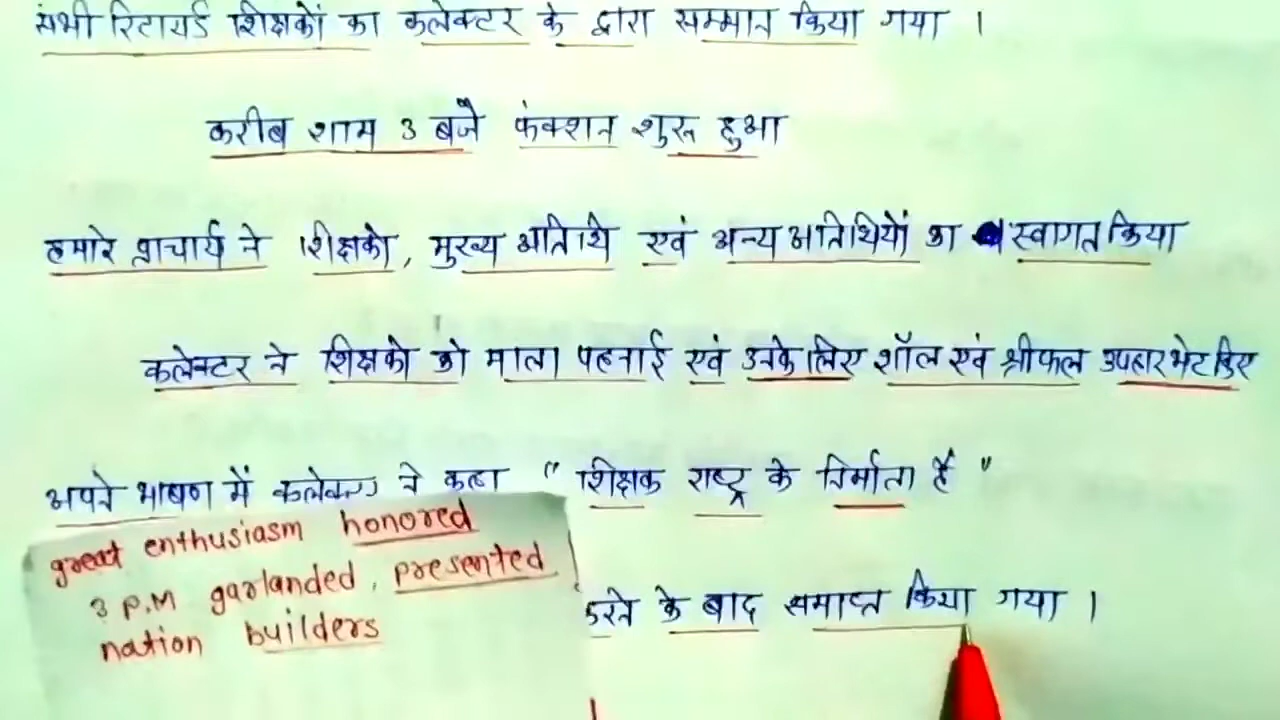 सभी रिटायर्ड शिक्षकों का कलेक्टर के द्वारा सम्मान किया गया ।
करीब शाम 3 बजे फंक्शन शुरू हुआ
हमारे प्राचार्य ने शिक्षको, मुख्य अतिथि एवं अन्य अतिथियों का स्वागत किया
कलेक्टर ने शिक्षको को माला पहनाई एवं उनके लिए शॉल एवं श्रीफल उपहार भेट किए
अपने भाषण में कलेक्टर ने कहा " शिक्षक राष्ट्र के निर्माता है "
great enthusiasm honored
3 P.M garlanded, presented
nation builders
करने के बाद समाप्त किया गया ।